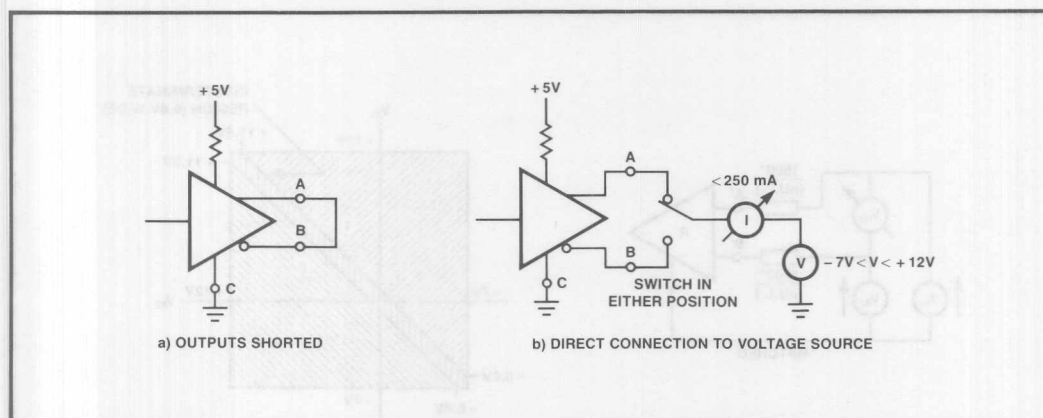 +5V
A
B
C
a) OUTPUTS SHORTED
+5V
A
<250 mA
I
V
-7V<V<+12V
B
SWITCH IN
EITHER POSITION
C
b) DIRECT CONNECTION TO VOLTAGE SOURCE